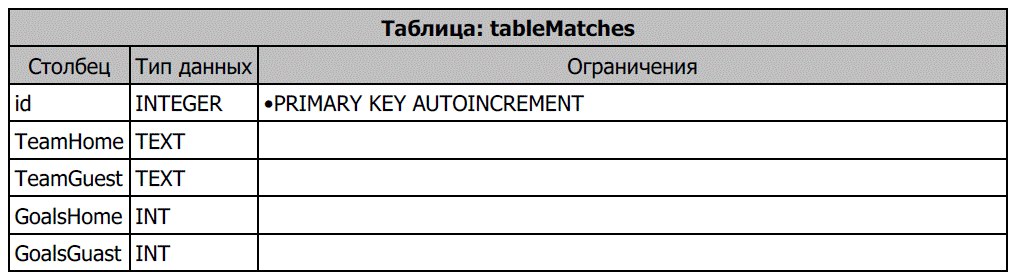 Таблица: tableMatches
Столбец Тип данных Ограничения
id INTEGER •PRIMARY KEY AUTOINCREMENT
TeamHome TEXT
TeamGuest TEXT
GoalsHome INT
GoalsGuast INT